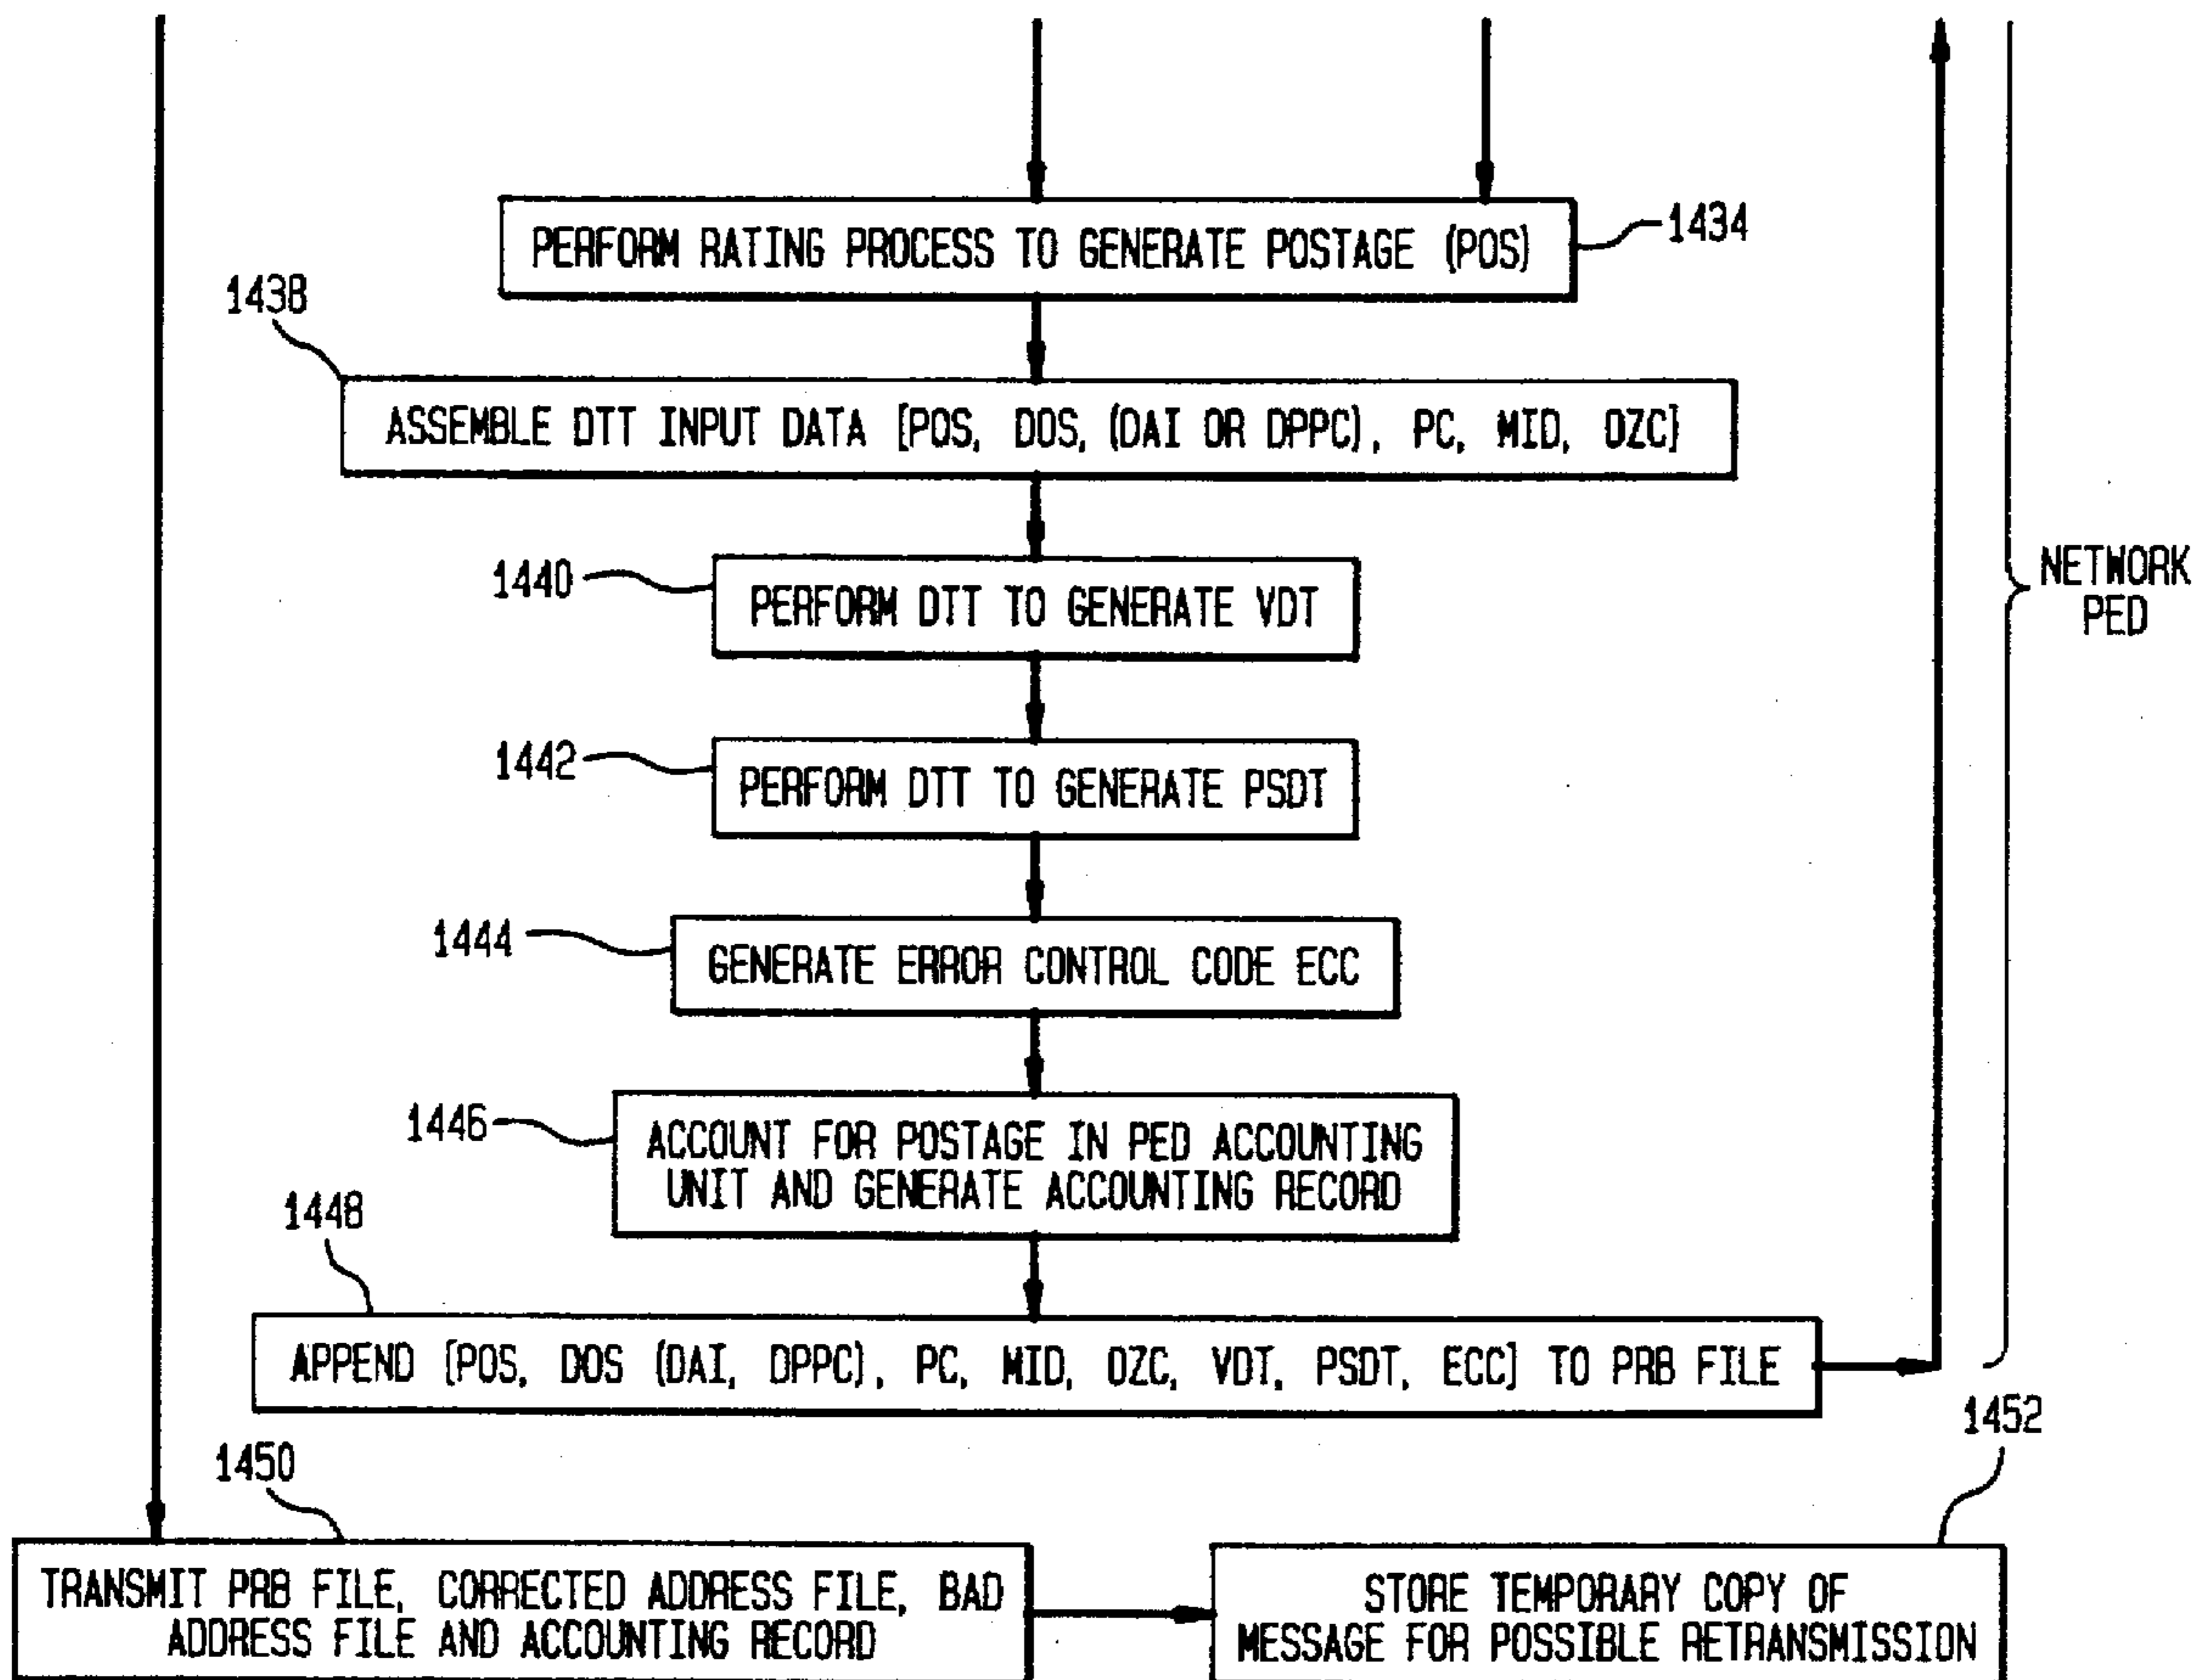 PERFORM RATING PROCESS TO GENERATE POSTAGE (POS)
1434
1438
ASSEMBLE DTT INPUT DATA [POS, DOS, (DAI OR DPPC), PC, MID, OZC]
1440
PERFORM DTT TO GENERATE VDT
NETWORK
PED
1442
PERFORM DTT TO GENERATE PSDT
1444
GENERATE ERROR CONTROL CODE ECC
1446
ACCOUNT FOR POSTAGE IN PED ACCOUNTING
UNIT AND GENERATE ACCOUNTING RECORD
1448
APPEND [POS, DOS (DAI, DPPC), PC, MID, OZC, VDT, PSDT, ECC] TO PRB FILE
1450
TRANSMIT PRB FILE, CORRECTED ADDRESS FILE, BAD
ADDRESS FILE AND ACCOUNTING RECORD
1452
STORE TEMPORARY COPY OF
MESSAGE FOR POSSIBLE RETRANSMISSION